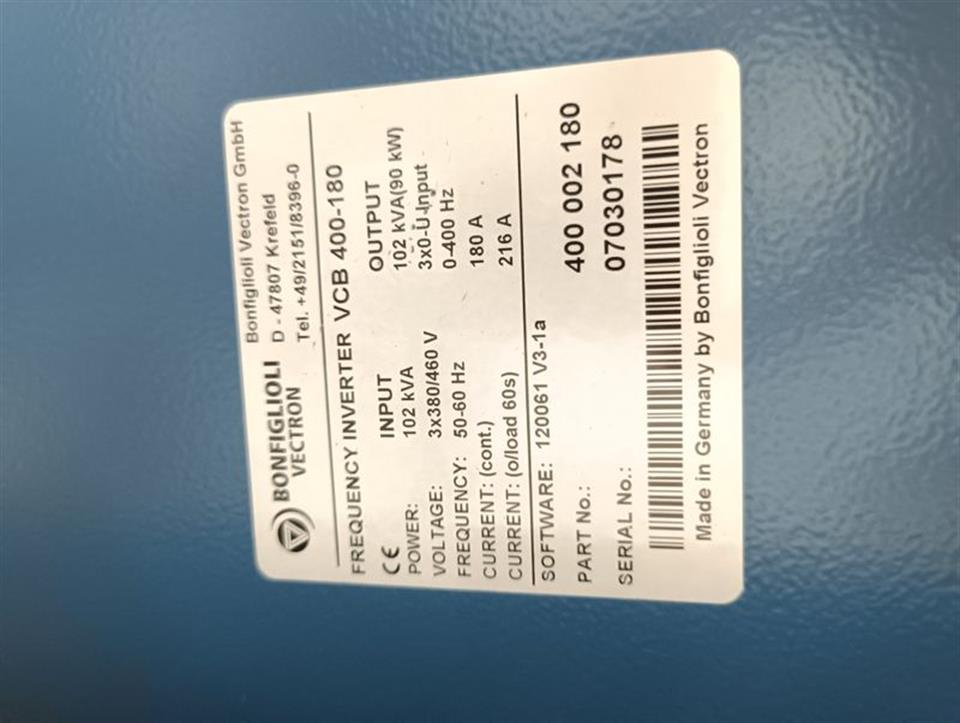 BONFIGLIOLI
VECTRON
Bonfiglioli Vectron GmbH
D - 47807 Krefeld
Tel. +49/2151/8396-0
FREQUENCY INVERTER VCB 400-180
CE INPUT OUTPUT
POWER: 102 kVA 102 kVA(90 kW)
VOLTAGE: 3x380/460 V 3x0-U-Input
FREQUENCY: 50-60 Hz 0-400 Hz
CURRENT: (cont.) 180 A
CURRENT: (o/load 60s) 216 A
SOFTWARE: 120061 V3-1a
PART No.: 400 002 180
SERIAL No.: 07030178
Made in Germany by Bonfiglioli Vectron